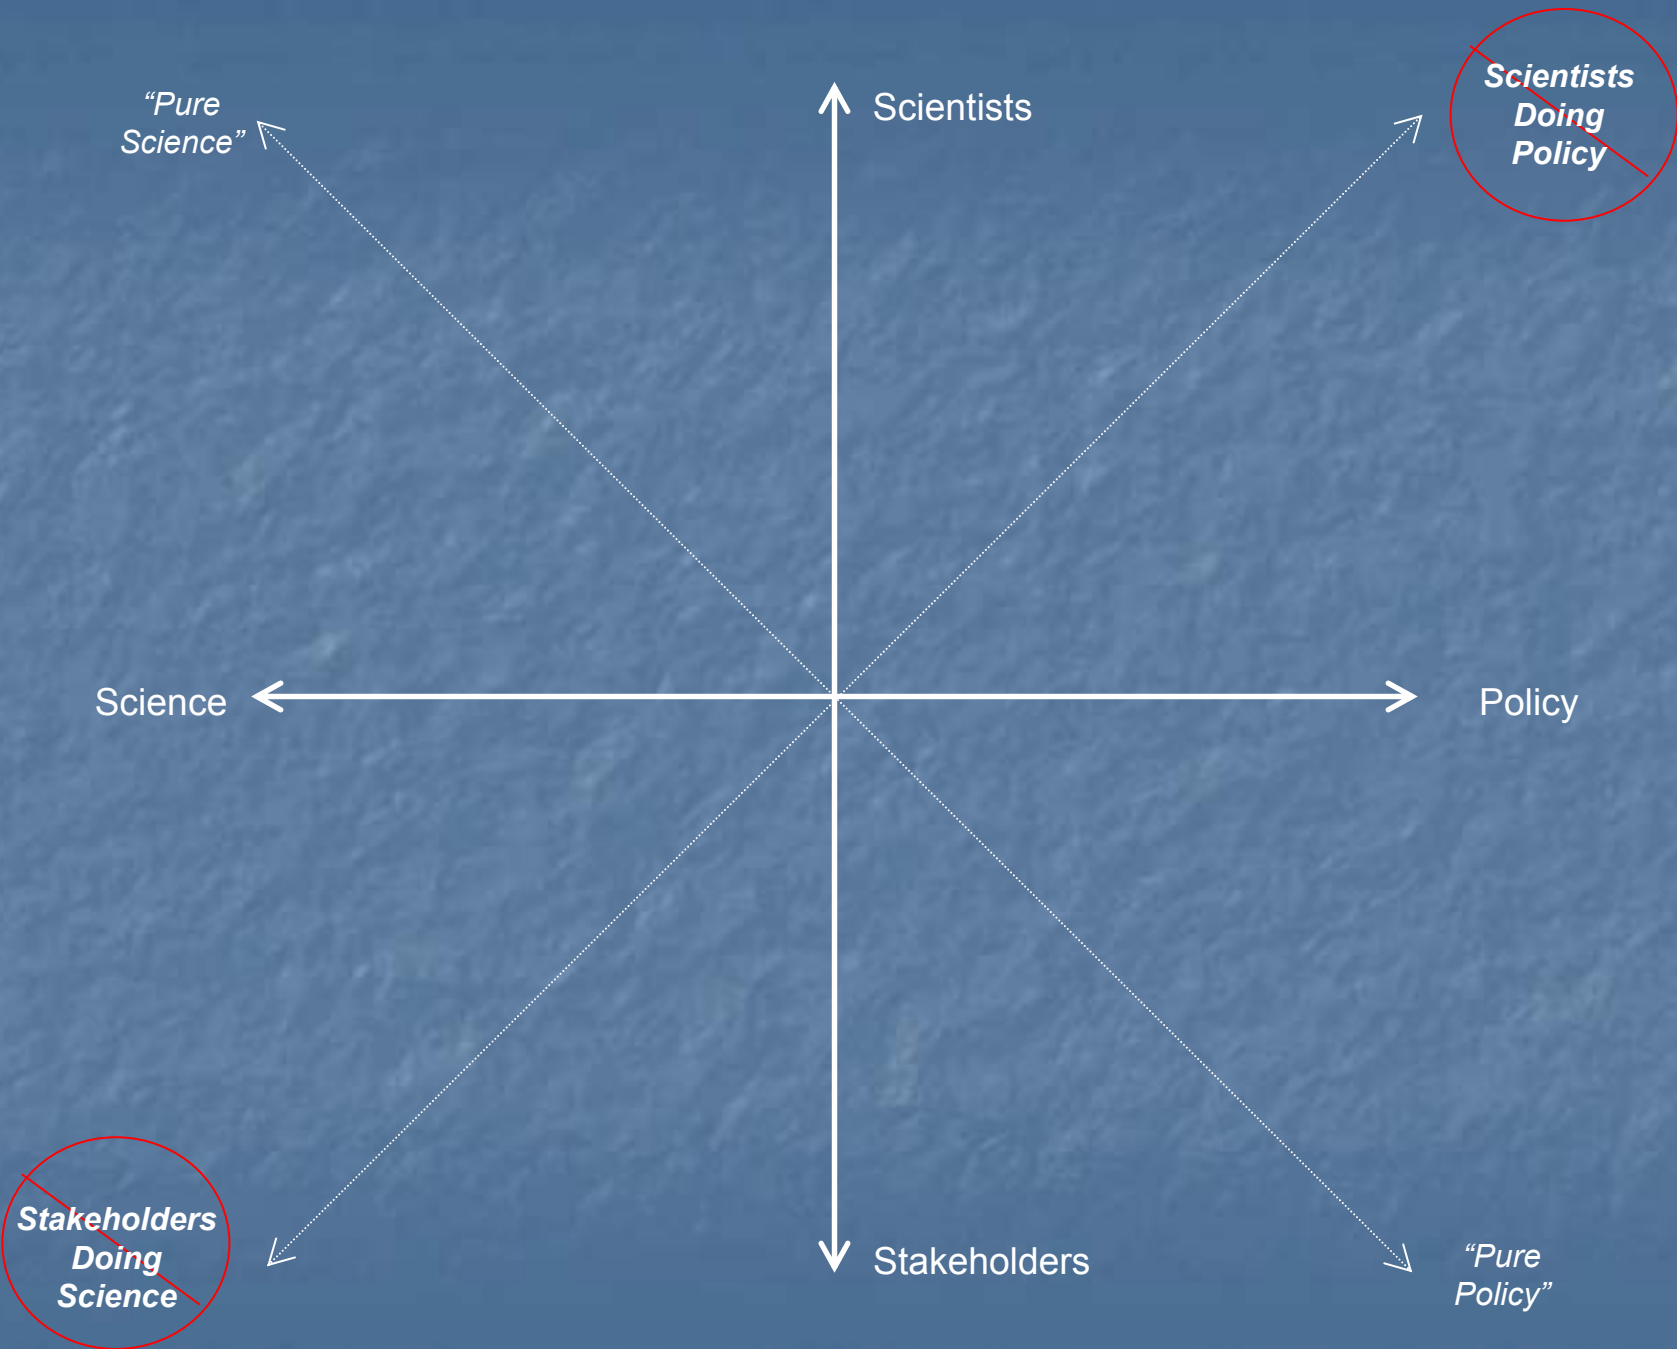 “Pure
Science”
Scientists
Scientists
Doing
Policy
Science
Policy
Stakeholders
Doing
Science
Stakeholders
“Pure
Policy”